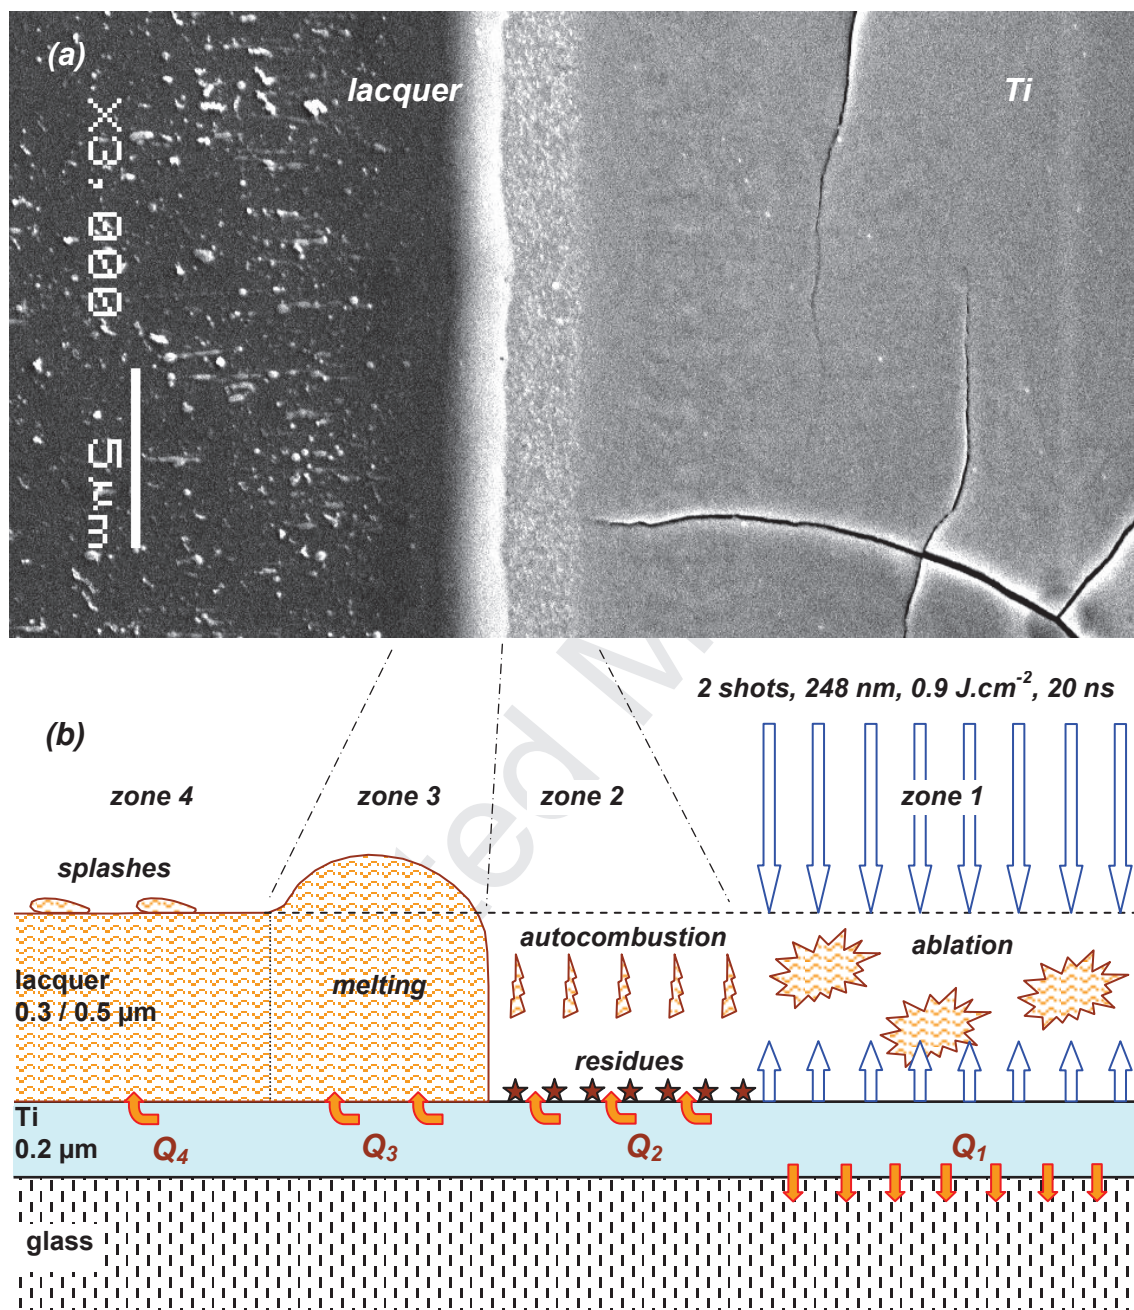 (a)
lacquer
Ti
X3,000
5μm
2 shots, 248 nm, 0.9 J.cm-2, 20 ns
(b)
zone 4
zone 3
zone 2
zone 1
splashes
autocombustion
ablation
lacquer
0.3 / 0.5 µm
melting
residues
Ti
0.2 µm
Q4
Q3
Q2
Q1
glass